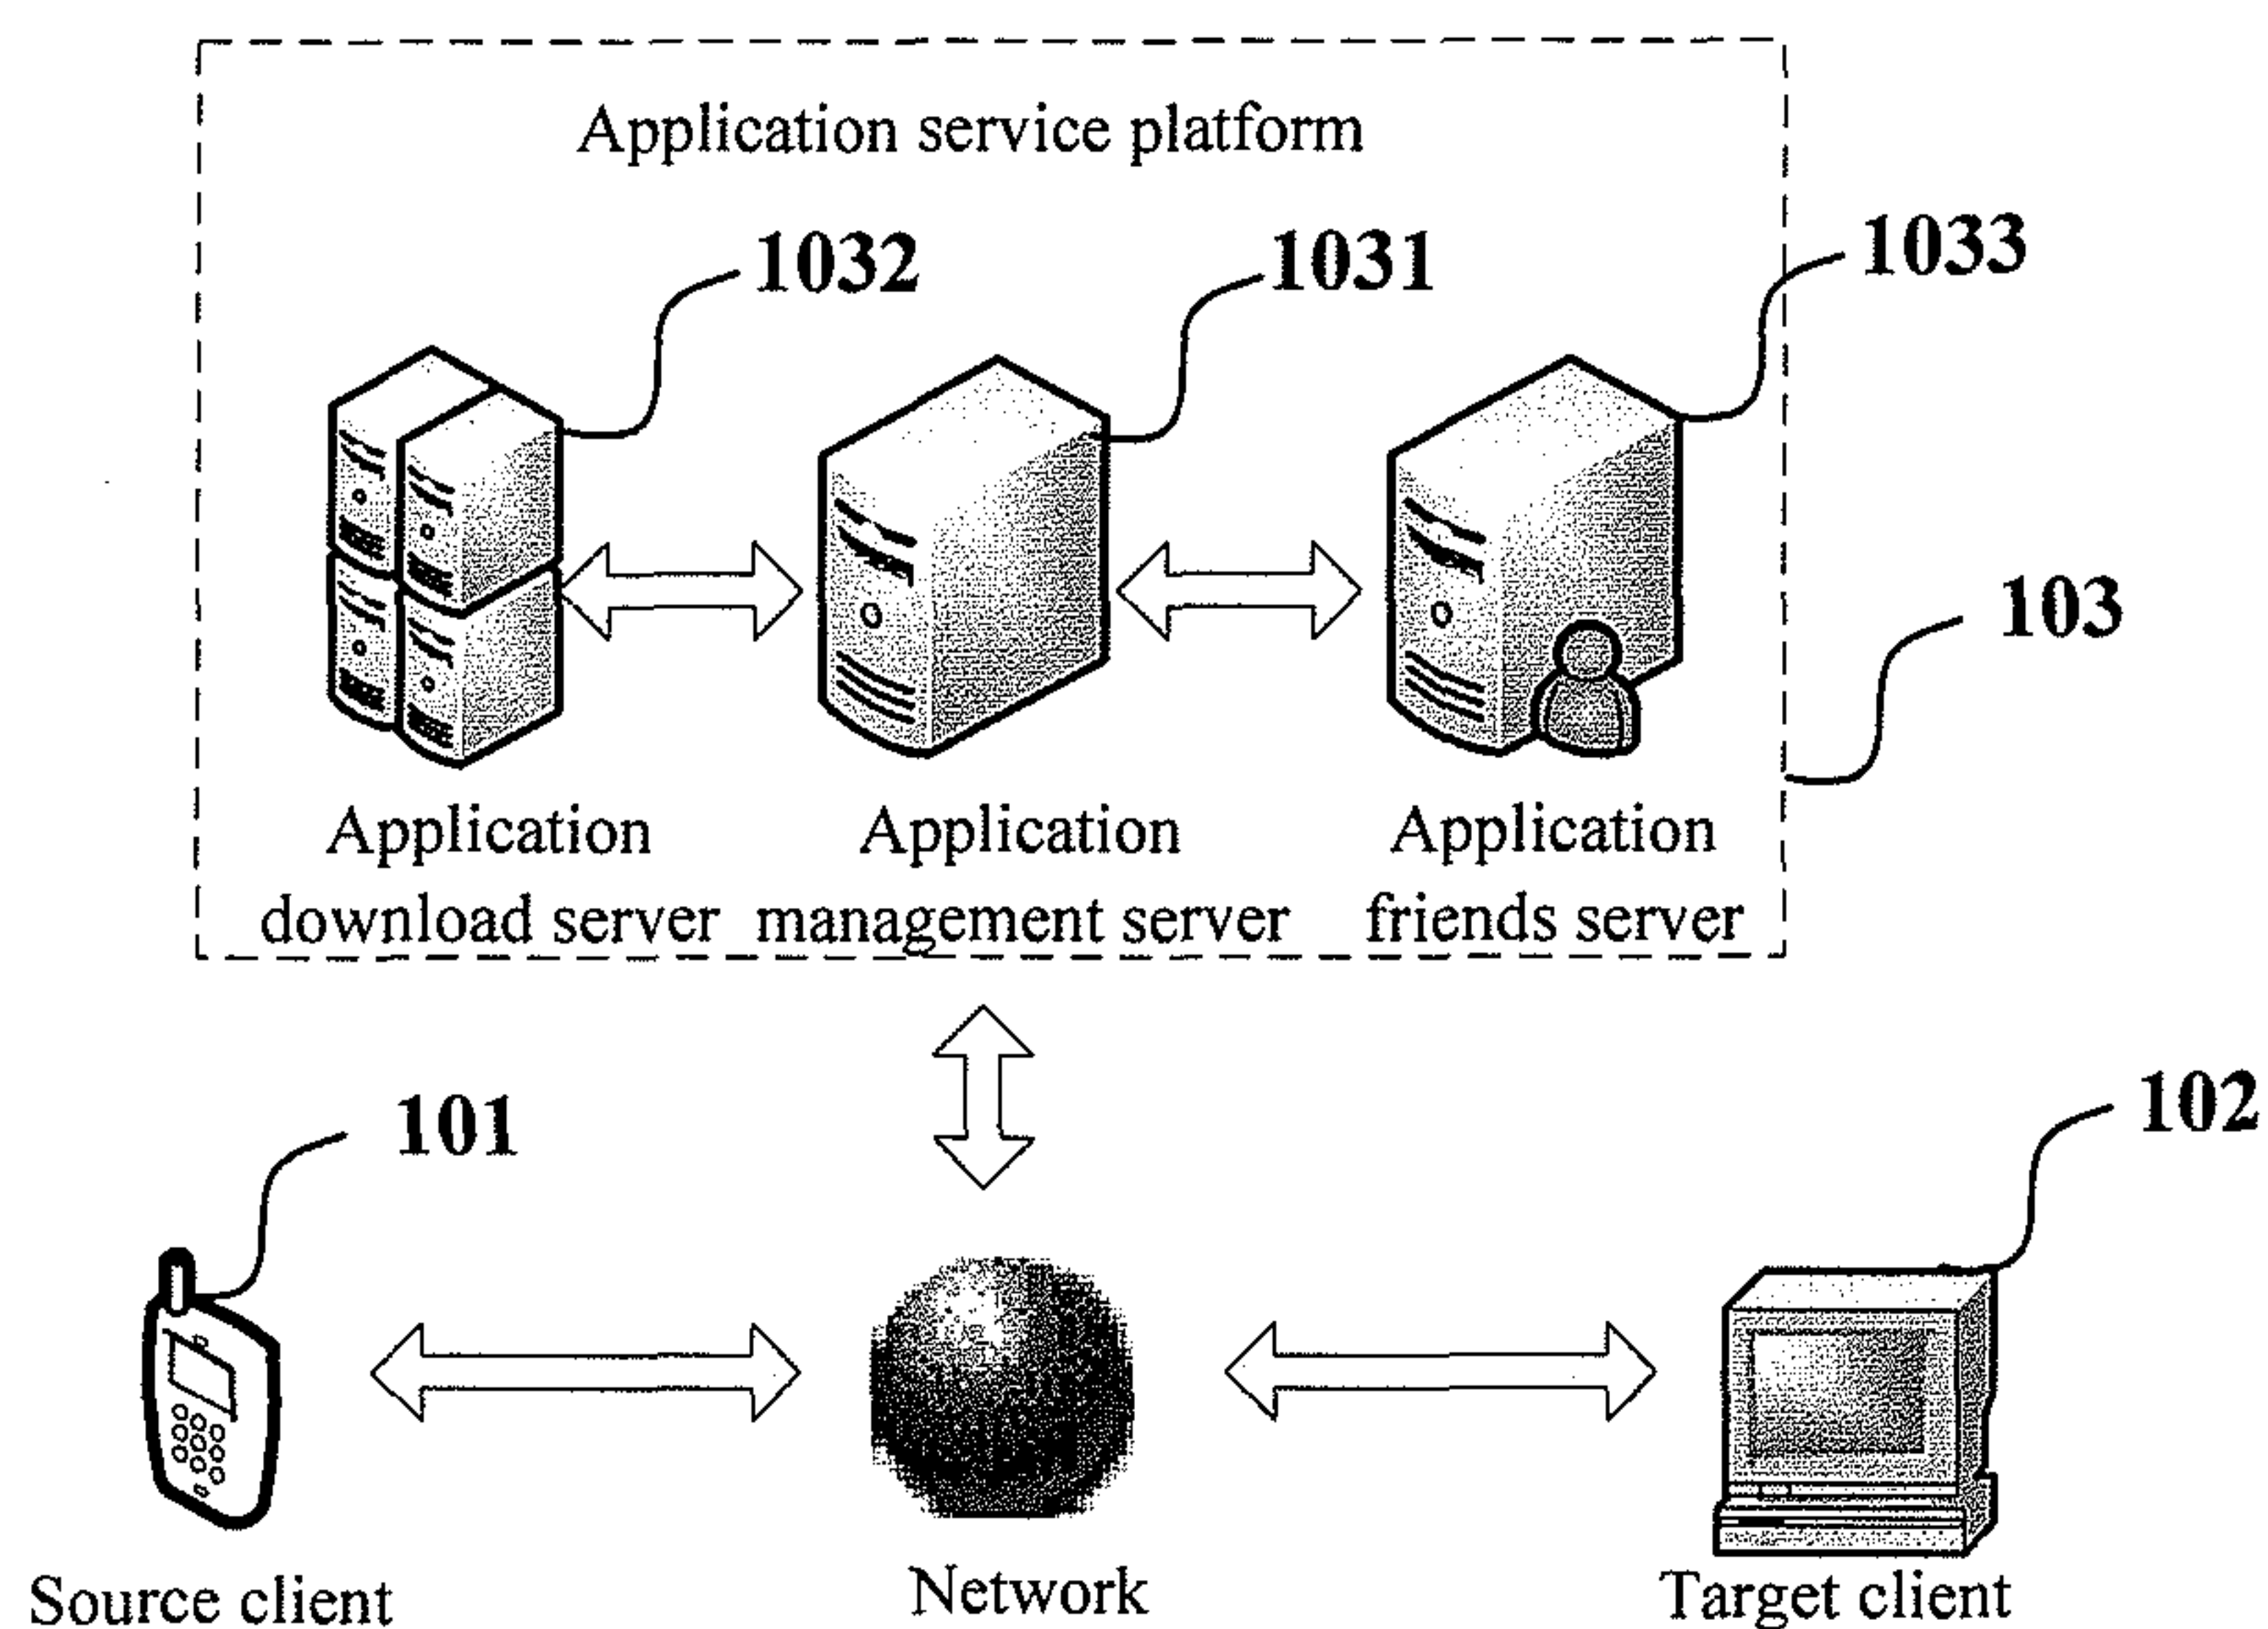 Application service platform
1032
1031
1033
103
Application
download server
Application
management server
Application
friends server
101
102
Source client
Network
Target client